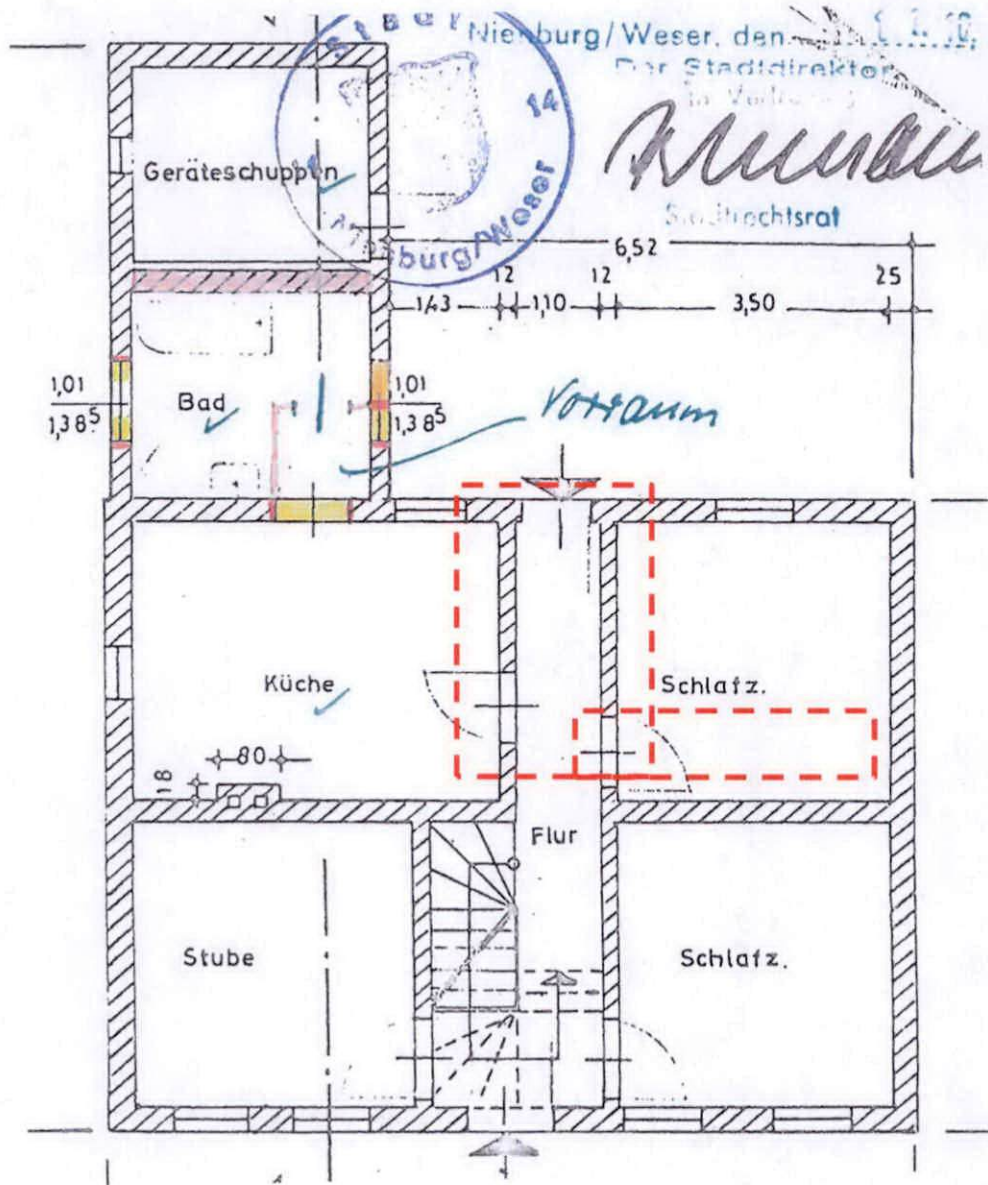 Nienburg/Weser, den
Der Stadtdirektor
Stadtrechtsrat
14
Nienburg/Weser
Geräteschuppen
6,52
12 12 25
1,43 1,10 3,50
1,01
1,38⁵
Bad
1,01
1,38⁵
Vorraum
Küche
Schlafz.
80
18
Flur
Stube
Schlafz.